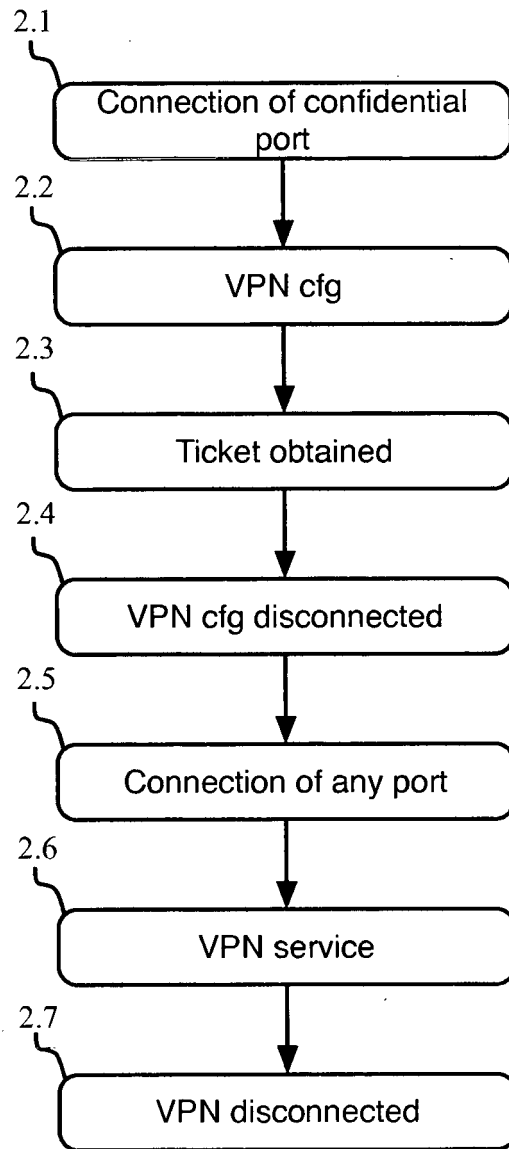 2.1
Connection of confidential
port
2.2
VPN cfg
2.3
Ticket obtained
2.4
VPN cfg disconnected
2.5
Connection of any port
2.6
VPN service
2.7
VPN disconnected